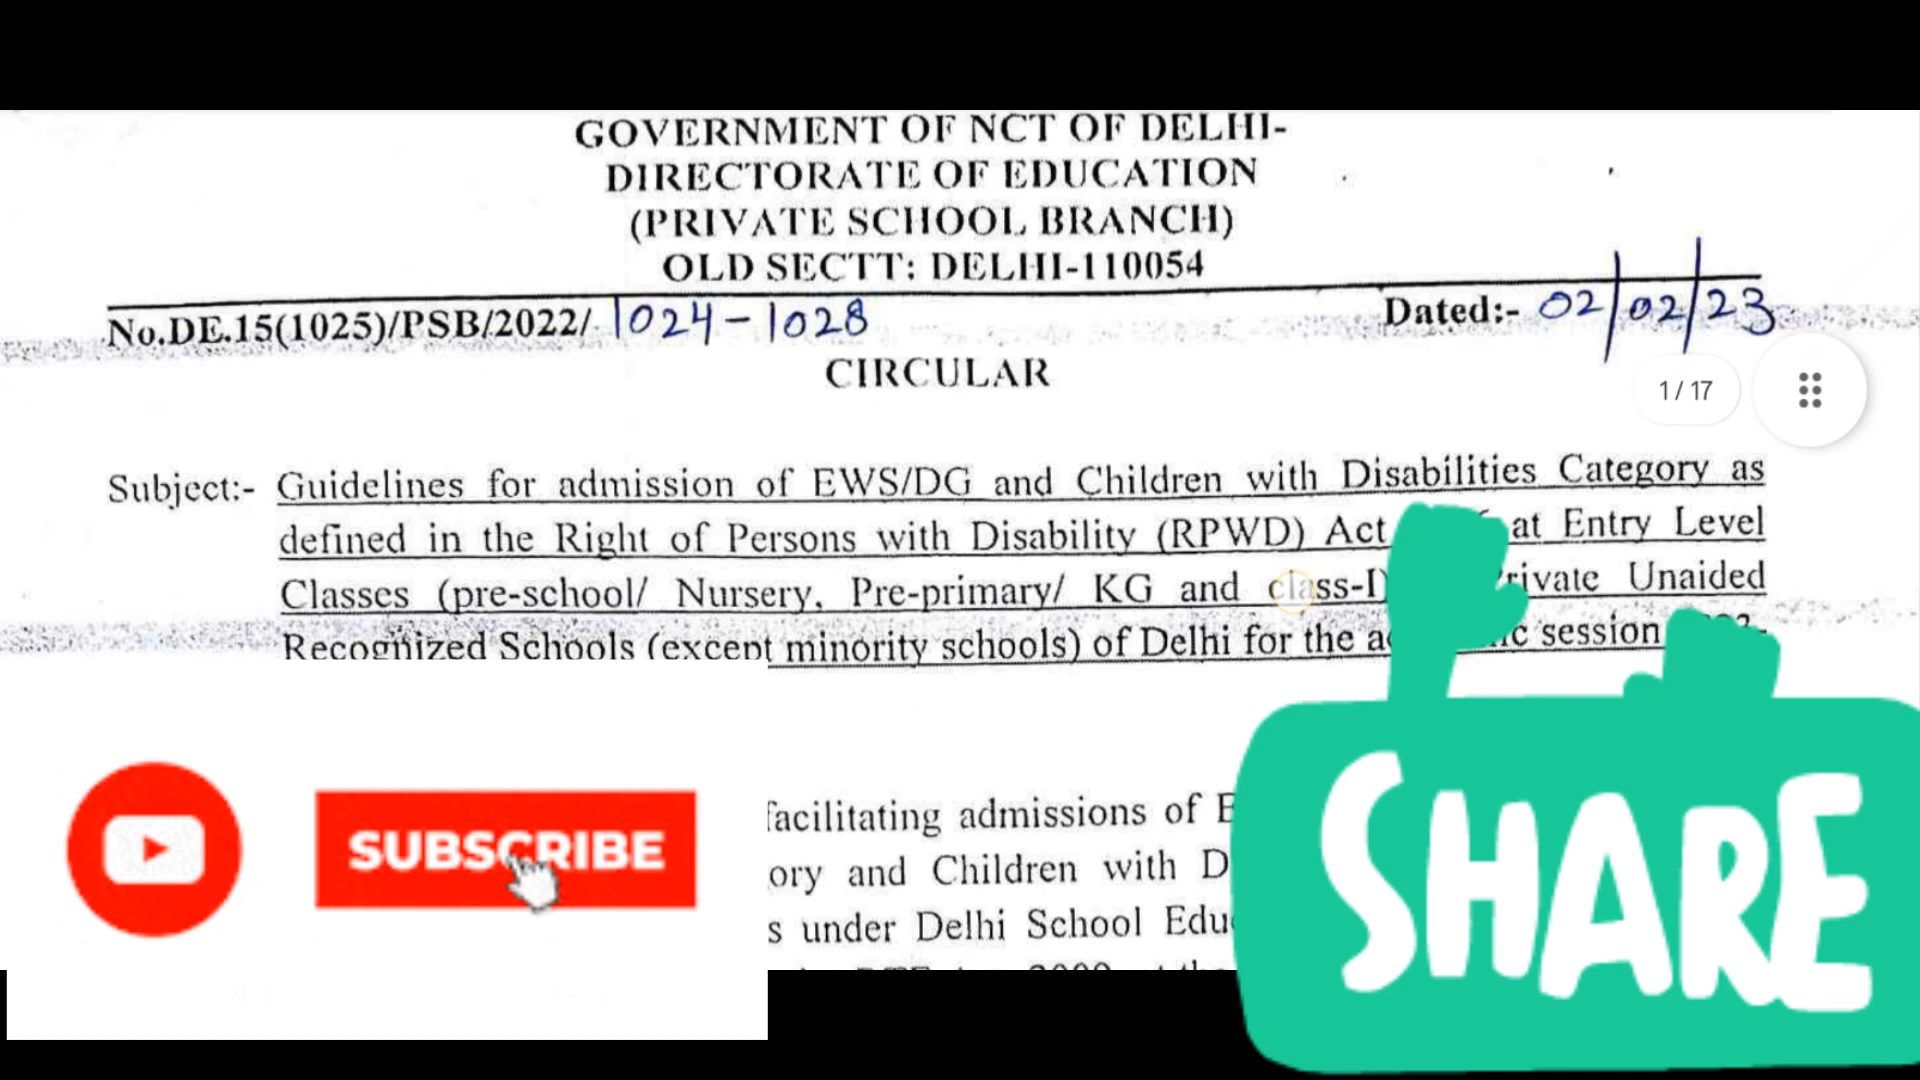 GOVERNMENT OF NCT OF DELHI-
DIRECTORATE OF EDUCATION
(PRIVATE SCHOOL BRANCH)
OLD SECTT: DELHI-110054
No.DE.15(1025)/PSB/2022/ 1024-1028 Dated:- 02/02/23
CIRCULAR
1 / 17
Subject:- Guidelines for admission of EWS/DG and Children with Disabilities Category as
defined in the Right of Persons with Disability (RPWD) Act at Entry Level
Classes (pre-school/ Nursery, Pre-primary/ KG and class-I) Unaided
Recognized Schools (except minority schools) of Delhi for the session
facilitating admissions of
and Children with
under Delhi School
SUBSCRIBE
SHARE